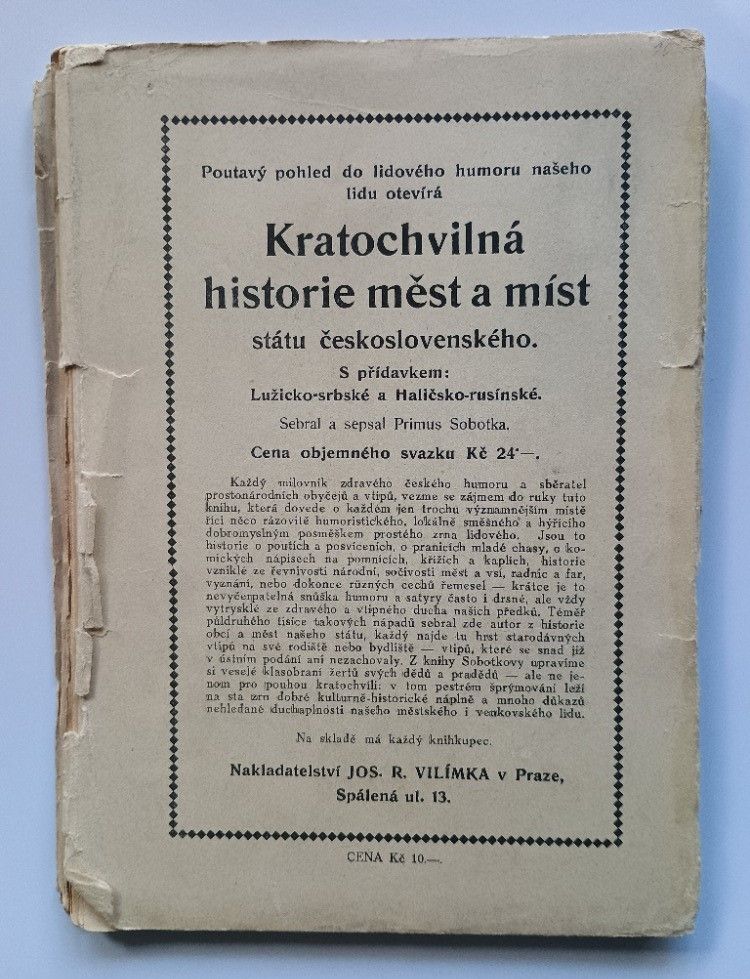 Poutavý pohled do lidového humoru našeho
lidu otevírá
Kratochvilná
historie měst a míst
státu československého.
S přídavkem:
Lužicko-srbské a Haličsko-rusínské.
Sebral a sepsal Primus Sobotka.
Cena objemného svazku Kč 24·—.
Každý milovník zdravého českého humoru a sběratel
prostonárodních obyčejů a vtipů, vezme se zájmem do ruky tuto
knihu, která dovede o každém jen trochu významnějším místě
říci něco rázovitě humoristického, lokálně směšného a hýřícího
dobromyslným posměškem prostého zrna lidového. Jsou to
historie o poutích a posvíceních, o pranicích mladé chasy, o ko-
mických nápisech na pomnících, křížích a kaplích, historie
vzniklé ze řevnivosti národní, sočivosti měst a vsí, radnic a far,
vyznání, nebo dokonce různých cechů řemesel — krátce je to
nevyčerpatelná snůška humoru a satyry často i drsné, ale vždy
vytrysklé ze zdravého a vtipného ducha našich předků. Téměř
půldruhého tisíce takových nápadů sebral zde autor z historie
obcí a měst našeho státu, každý najde tu hrst starodávných
vtipů na své rodiště nebo bydliště — vtipů, které se snad již
v ústním podání ani nezachovaly. Z knihy Sobotkovy upravíme
si veselé klasobraní žertů svých dědů a pradědů — ale ne je-
nom pro pouhou kratochvíli: v tom pestrém šprýmování leží
na sta zrn dobré kulturně-historické náplně a mnoho důkazů
nehledané duchaplnosti našeho městského i venkovského lidu.
Na skladě má každý knihkupec.
Nakladatelství JOS. R. VILÍMKA v Praze,
Spálená ul. 13.
CENA Kč 10.—.